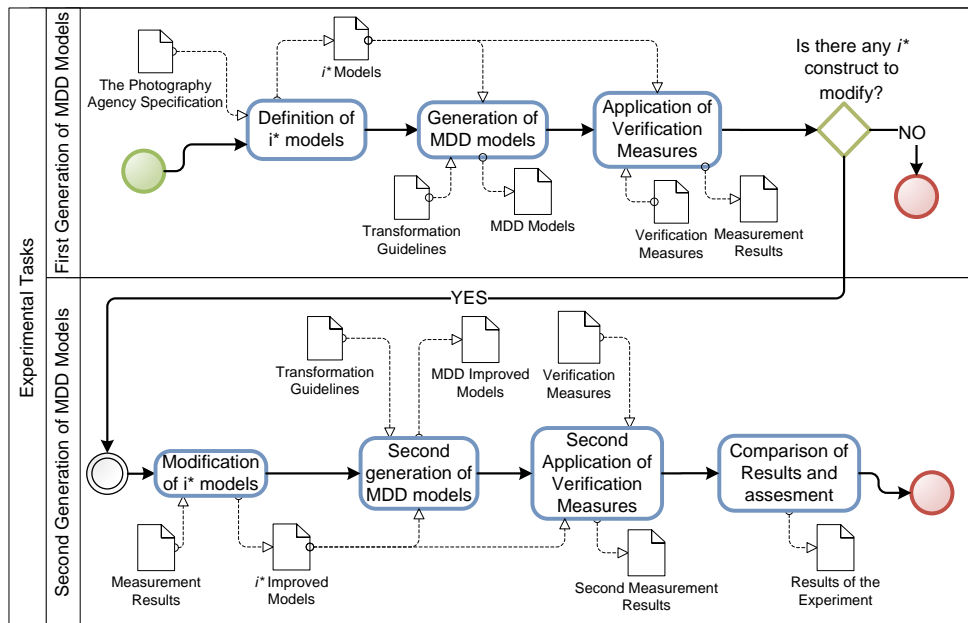 Experimental Tasks
First Generation of MDD Models
The Photography
Agency Specification
i* Models
Definition of
i* models
Generation of
MDD models
Application of
Verification
Measures
Is there any i*
construct to
modify?
NO
Transformation
Guidelines
MDD Models
Verification
Measures
Measurement
Results
YES
Second Generation of MDD Models
Transformation
Guidelines
MDD Improved
Models
Verification
Measures
Modification
of i* models
Second
generation of
MDD models
Second
Application of
Verification
Measures
Comparison of
Results and
assesment
Measurement
Results
i* Improved
Models
Second Measurement
Results
Results of the
Experiment